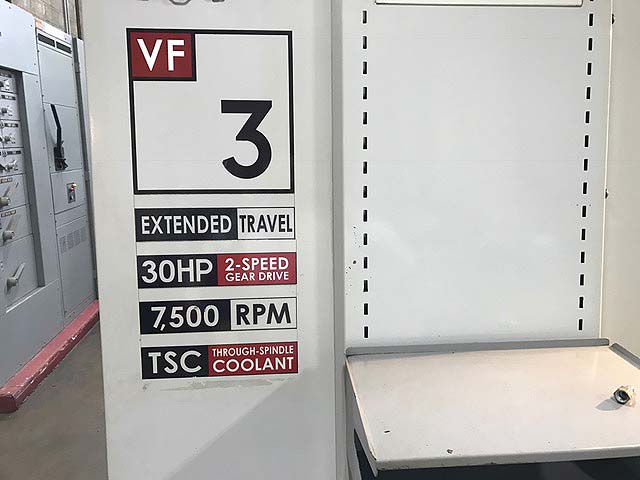 VF
3
EXTENDED TRAVEL
30HP 2-SPEED
GEAR DRIVE
7,500 RPM
TSC THROUGH-SPINDLE
COOLANT